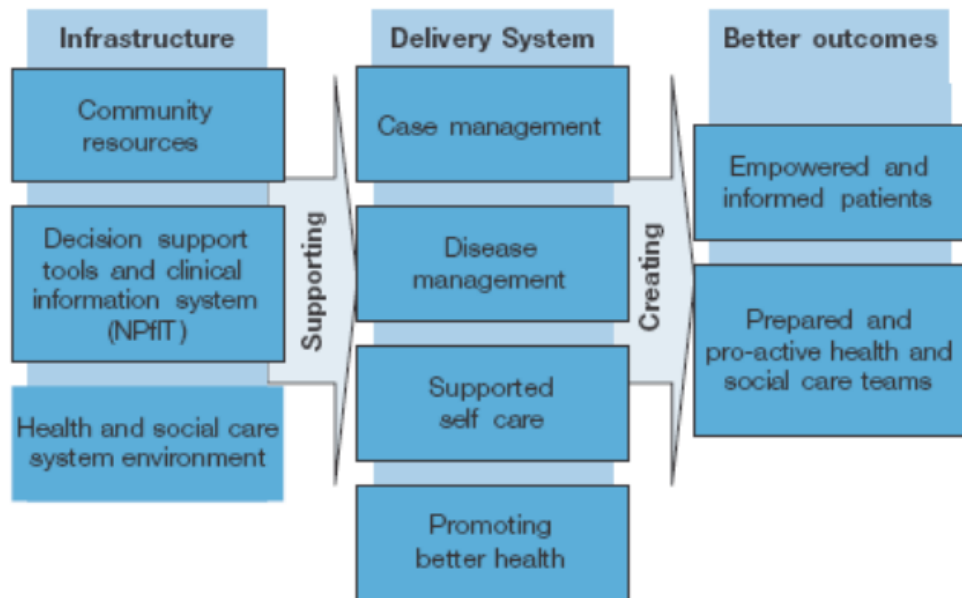 Infrastructure
Community
resources
Decision support
tools and clinical
information system
(NPfIT)
Health and social care
system environment
Supporting
Delivery System
Case management
Disease
management
Supported
self care
Promoting
better health
Creating
Better outcomes
Empowered and
informed patients
Prepared and
pro-active health and
social care teams